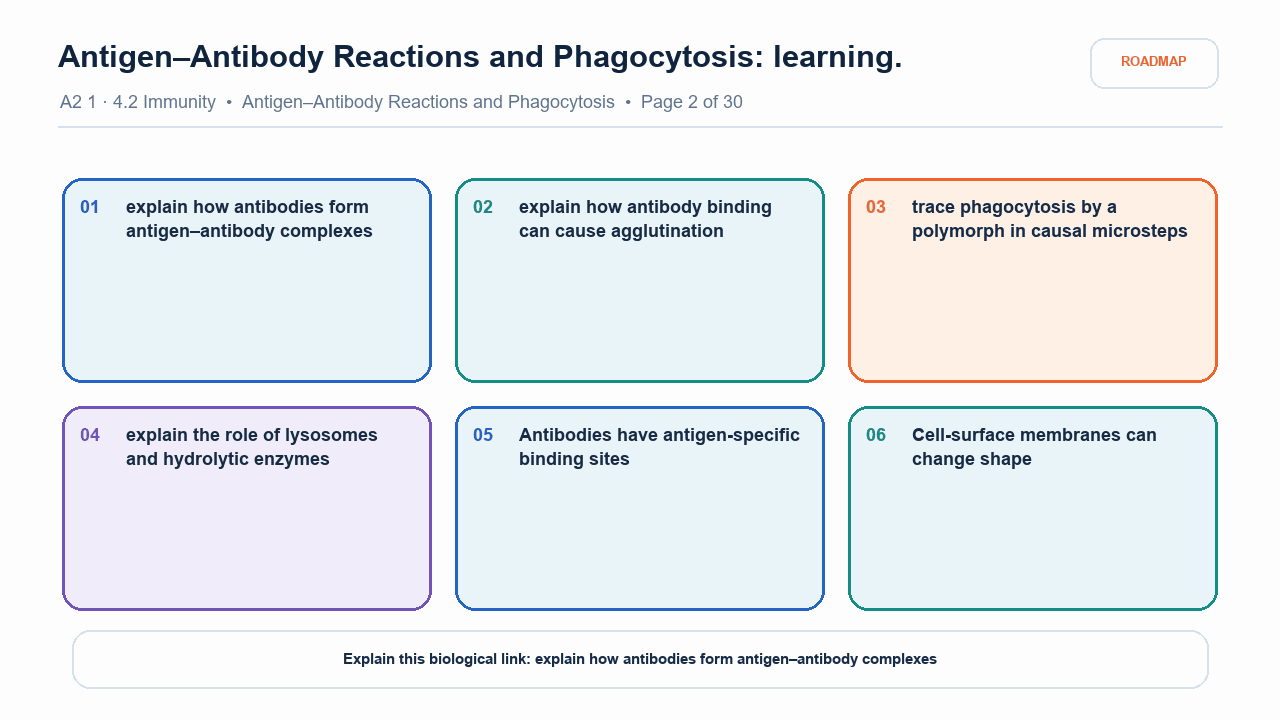 Antigen–Antibody Reactions and Phagocytosis: learning.
ROADMAP
A2 1 · 4.2 Immunity • Antigen–Antibody Reactions and Phagocytosis • Page 2 of 30
01 explain how antibodies form
antigen–antibody complexes
02 explain how antibody binding
can cause agglutination
03 trace phagocytosis by a
polymorph in causal microsteps
04 explain the role of lysosomes
and hydrolytic enzymes
05 Antibodies have antigen-specific
binding sites
06 Cell-surface membranes can
change shape
Explain this biological link: explain how antibodies form antigen–antibody complexes